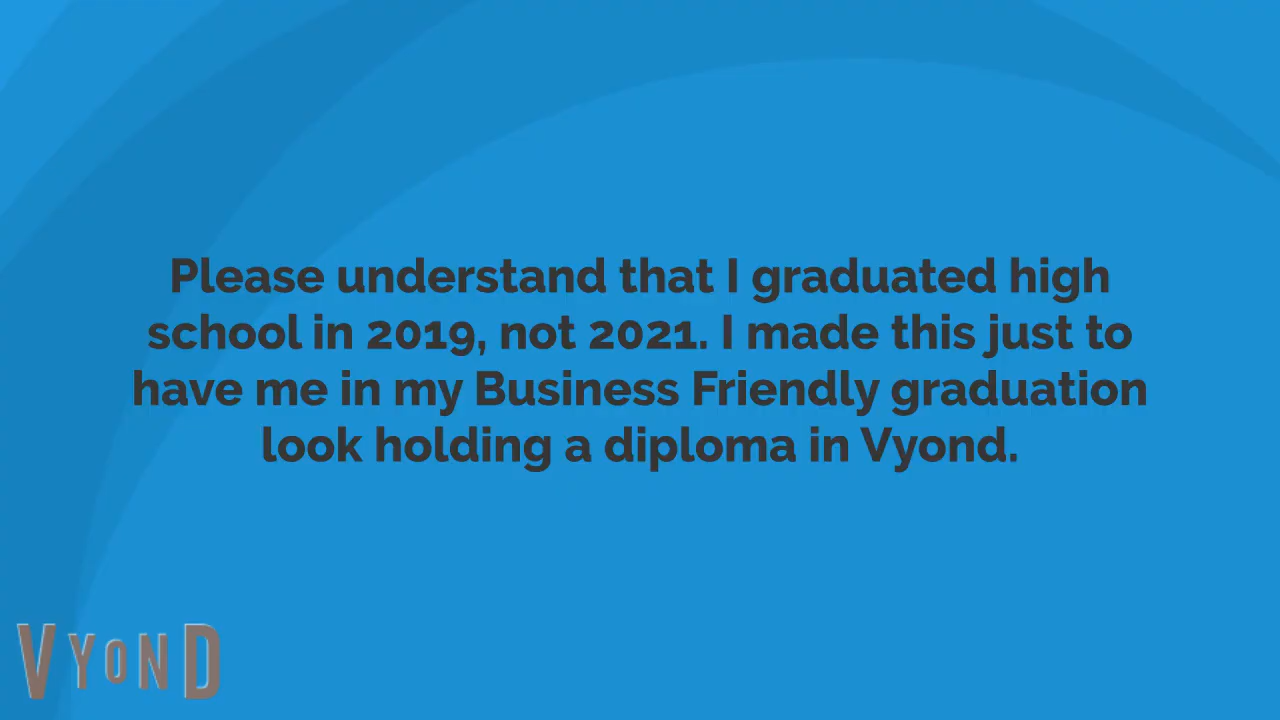 Please understand that I graduated high
school in 2019, not 2021. I made this just to
have me in my Business Friendly graduation
look holding a diploma in Vyond.
VYOND